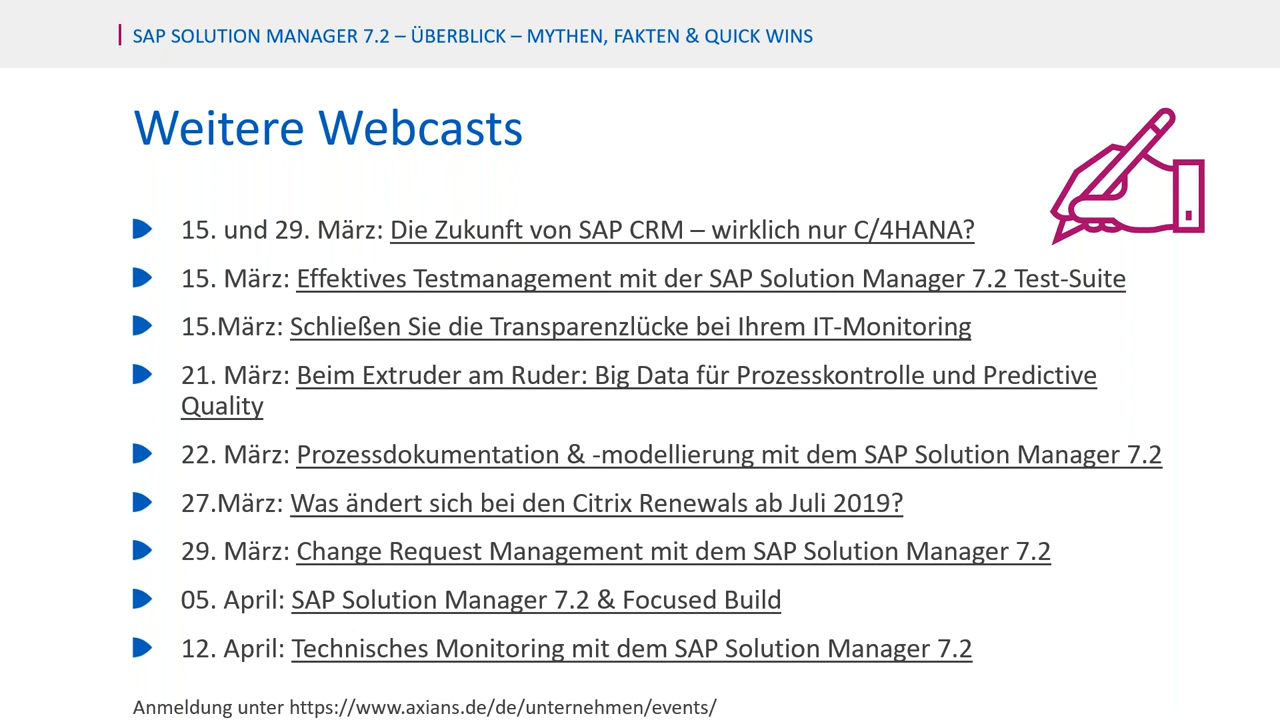 SAP SOLUTION MANAGER 7.2 – ÜBERBLICK – MYTHEN, FAKTEN & QUICK WINS
Weitere Webcasts
15. und 29. März: Die Zukunft von SAP CRM – wirklich nur C/4HANA?
15. März: Effektives Testmanagement mit der SAP Solution Manager 7.2 Test-Suite
15.März: Schließen Sie die Transparenzlücke bei Ihrem IT-Monitoring
21. März: Beim Extruder am Ruder: Big Data für Prozesskontrolle und Predictive
Quality
22. März: Prozessdokumentation & -modellierung mit dem SAP Solution Manager 7.2
27.März: Was ändert sich bei den Citrix Renewals ab Juli 2019?
29. März: Change Request Management mit dem SAP Solution Manager 7.2
05. April: SAP Solution Manager 7.2 & Focused Build
12. April: Technisches Monitoring mit dem SAP Solution Manager 7.2
Anmeldung unter https://www.axians.de/de/unternehmen/events/